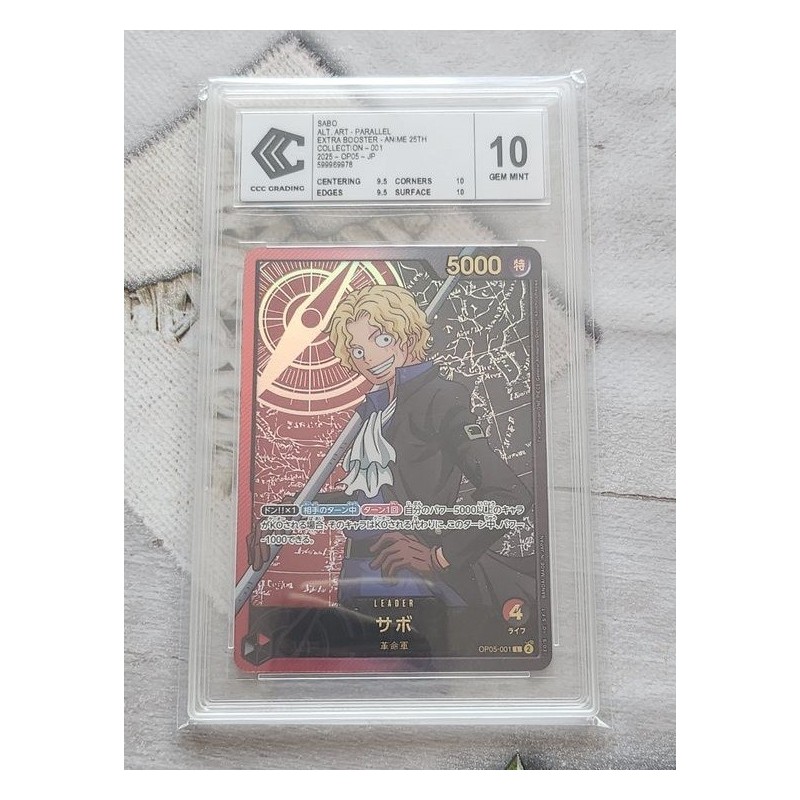 SABO
ALT. ART - PARALLEL
EXTRA BOOSTER - ANIME 25TH
COLLECTION - 001
2025 - OP05 - JP
599969978
CCC GRADING
CENTERING 9.5 CORNERS 10
EDGES 9.5 SURFACE 10
10
GEM MINT
5000 特
ドン!!×1 相手のターン中 ターン1回 自分のパワー5000以上のキャラ
がKOされる場合、そのキャラはKOされる代わりに、このターン中、パワー
-1000できる。
LEADER
サボ
革命軍
4
ライフ
OP05-001 L 2